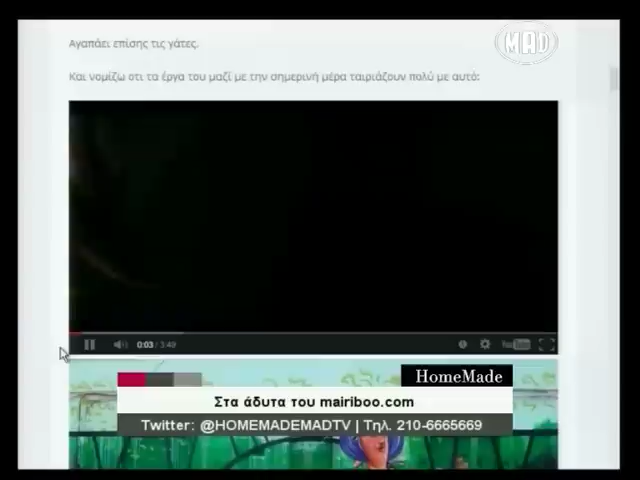 Αγαπάει επίσης τις γάτες.
MAD
Και νομίζω οτι τα έργα του μαζί με την σημερινή μέρα ταιριάζουν πολύ με αυτό:
0:03 / 3:49
YouTube
HomeMade
Στα άδυτα του mairiboo.com
Twitter: @HOMEMADEMADTV | Τηλ. 210-6665669